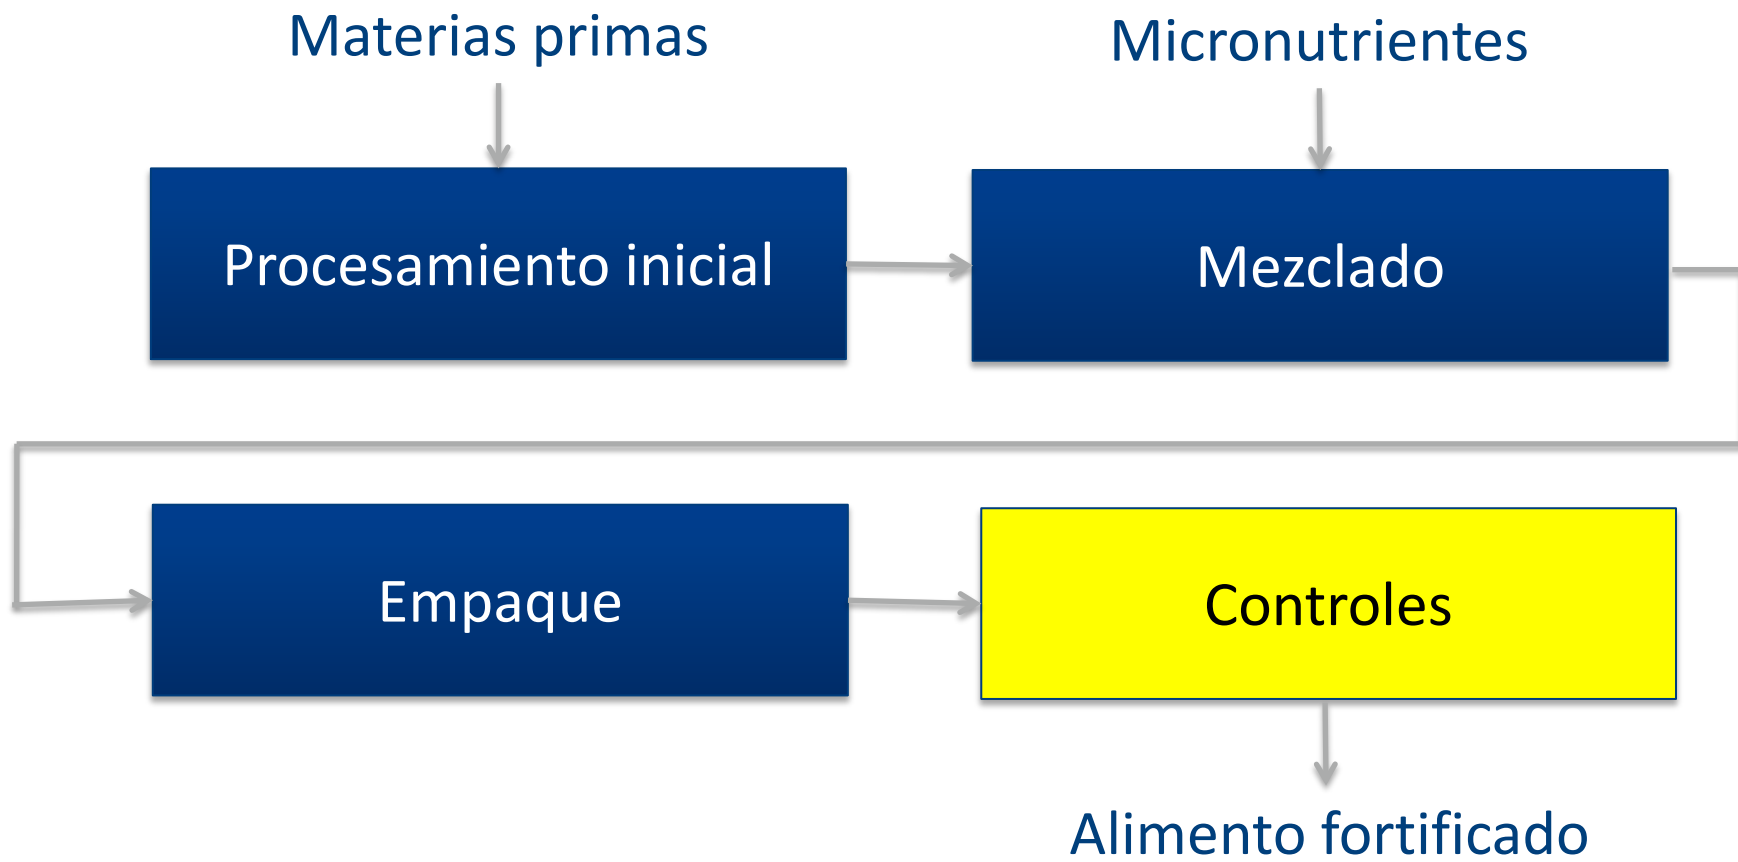 Materias primas
Micronutrientes
Procesamiento inicial
Mezclado
Empaque
Controles
Alimento fortificado